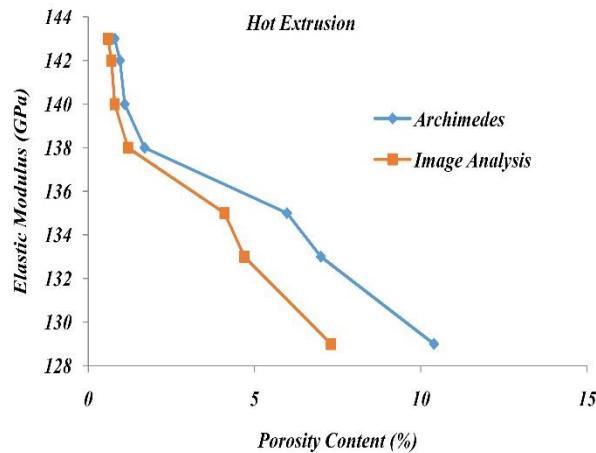 Hot Extrusion
Elastic Modulus (GPa)
144
142
140
138
136
134
132
130
128
Archimedes
Image Analysis
0
5
10
15
Porosity Content (%)